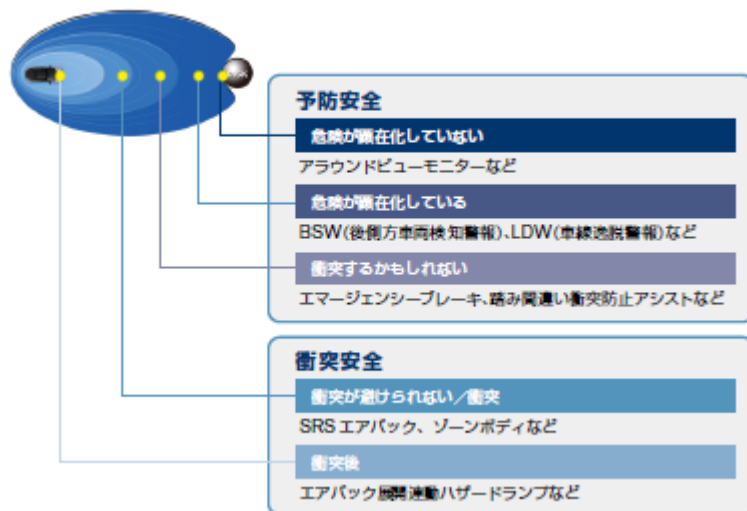 予防安全
危険が顕在化していない
アラウンドビューモニターなど
危険が顕在化している
BSW(後側方車両検知警報)、LDW(車線逸脱警報)など
衝突するかもしれない
エマージェンシーブレーキ、踏み間違い衝突防止アシストなど
衝突安全
衝突が避けられない／衝突
SRSエアバック、ゾーンボディなど
衝突後
エアバック展開連動ハザードランプなど